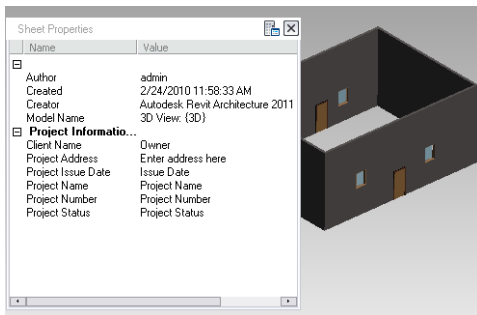 Sheet Properties
Name Value
Author admin
Created 2/24/2010 11:58:33 AM
Creator Autodesk Revit Architecture 2011
Model Name 3D View: {3D}
Project Informatio...
Client Name Owner
Project Address Enter address here
Project Issue Date Issue Date
Project Name Project Name
Project Number Project Number
Project Status Project Status